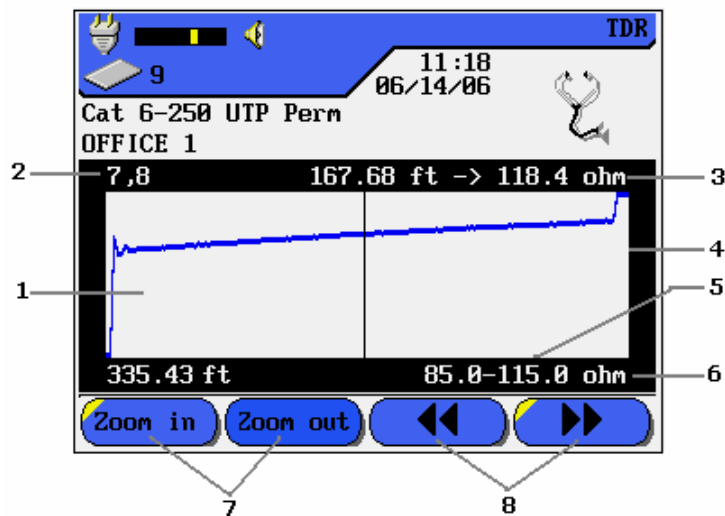 TDR
9
11:18
06/14/06
Cat 6-250 UTP Perm
OFFICE 1
2
7,8 167.68 ft -> 118.4 ohm
3
4
1
5
335.43 ft 85.0-115.0 ohm
6
Zoom in Zoom out
7
8